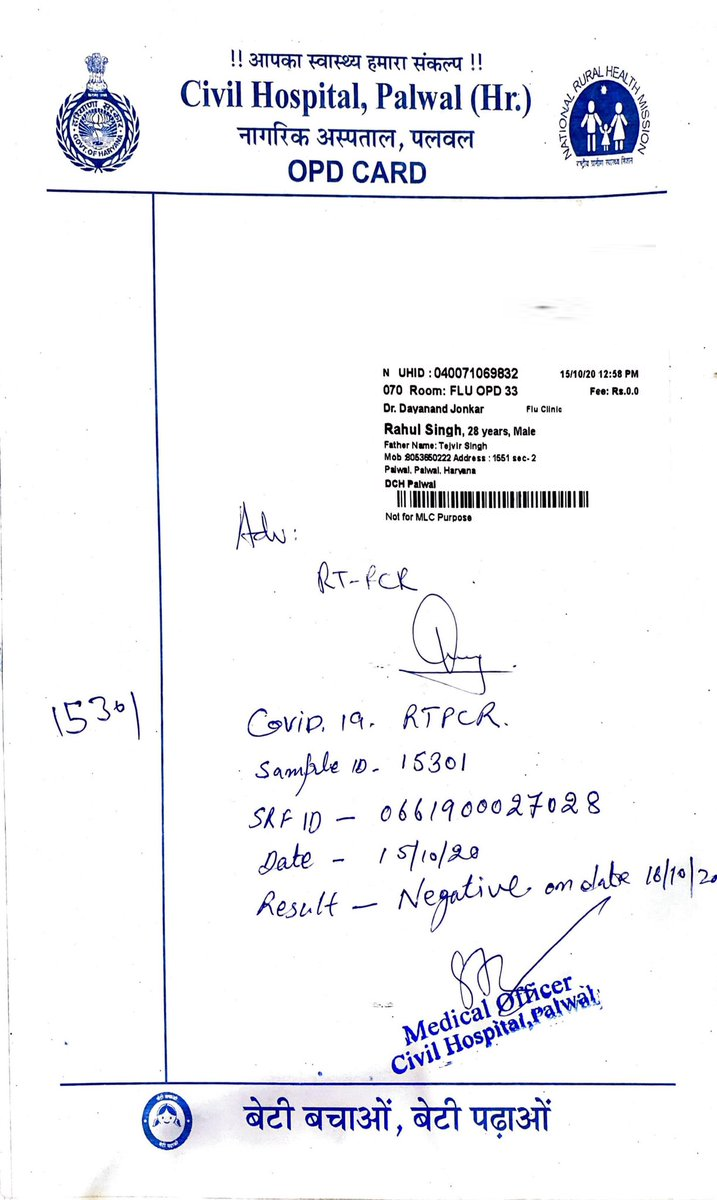 !! आपका स्वास्थ्य हमारा संकल्प !!
Civil Hospital, Palwal (Hr.)
नागरिक अस्पताल, पलवल
OPD CARD
हरियाणा सरकार
GOVT. OF HARYANA
NATIONAL RURAL HEALTH MISSION
राष्ट्रीय ग्रामीण स्वास्थ्य मिशन
N UHID : 040071069832 15/10/20 12:58 PM
070 Room: FLU OPD 33 Fee: Rs.0.0
Dr. Dayanand Jonkar Flu Clinic
Rahul Singh, 28 years, Male
Father Name: Tejvir Singh
Mob :8053650222 Address : 1551 sec- 2
Palwal, Palwal, Haryana
DCH Palwal
Not for MLC Purpose
Adv:
RT-PCR
15301
Covid. 19. RTPCR.
Sample ID - 15301
SRF ID - 0661900027028
Date - 15/10/20
Result - Negative on date 18/10/20
Medical Officer
Civil Hospital, Palwal
बेटी बचाओ
बेटी पढ़ाओ
बेटी बचाओं, बेटी पढ़ाओं